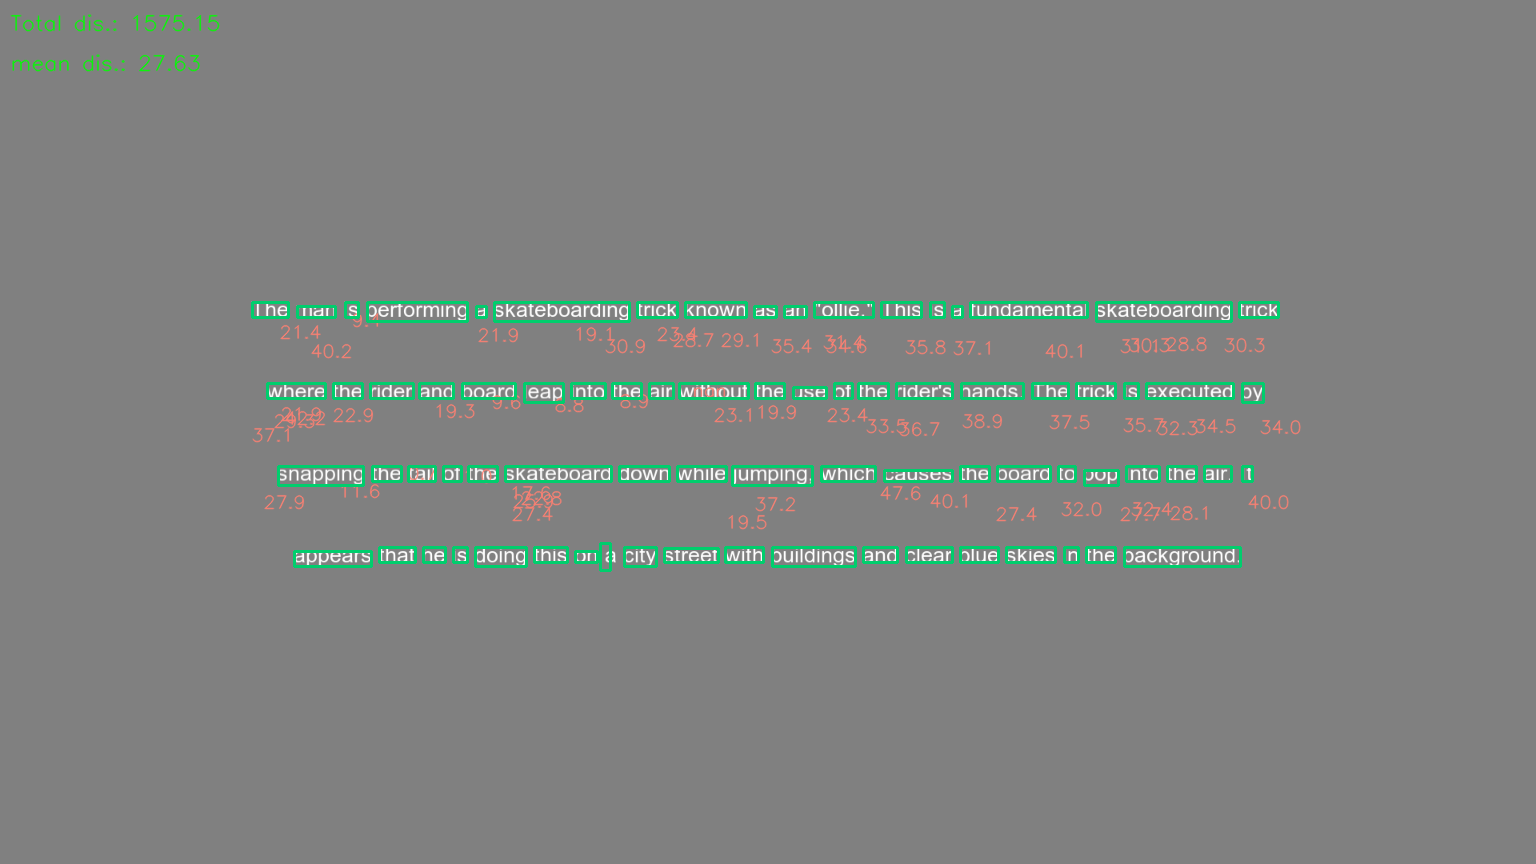 Total dis.: 1575.15
mean dis.: 27.63
The man is performing a skateboarding trick known as an "ollie." This is a fundamental skateboarding trick
21.4 40.2 21.9 19.1 30.9 23.4 28.7 29.1 35.4 31.4 34.6 35.8 37.1 40.1 30.1 28.8 30.3
where the rider and board leap into the air without the use of the rider's hands. The trick is executed by
37.1 21.9 22.9 19.3 9.6 8.8 8.9 23.1 19.9 23.4 33.5 36.7 38.9 37.5 35.7 32.3 34.5 34.0
snapping the tail of the skateboard down while jumping, which causes the board to pop into the air. It
27.9 11.6 17.6 22.8 27.4 19.5 37.2 47.6 40.1 27.4 32.0 27.7 32.4 28.1 40.0
appears that he is doing this on a city street with buildings and clear blue skies in the background.